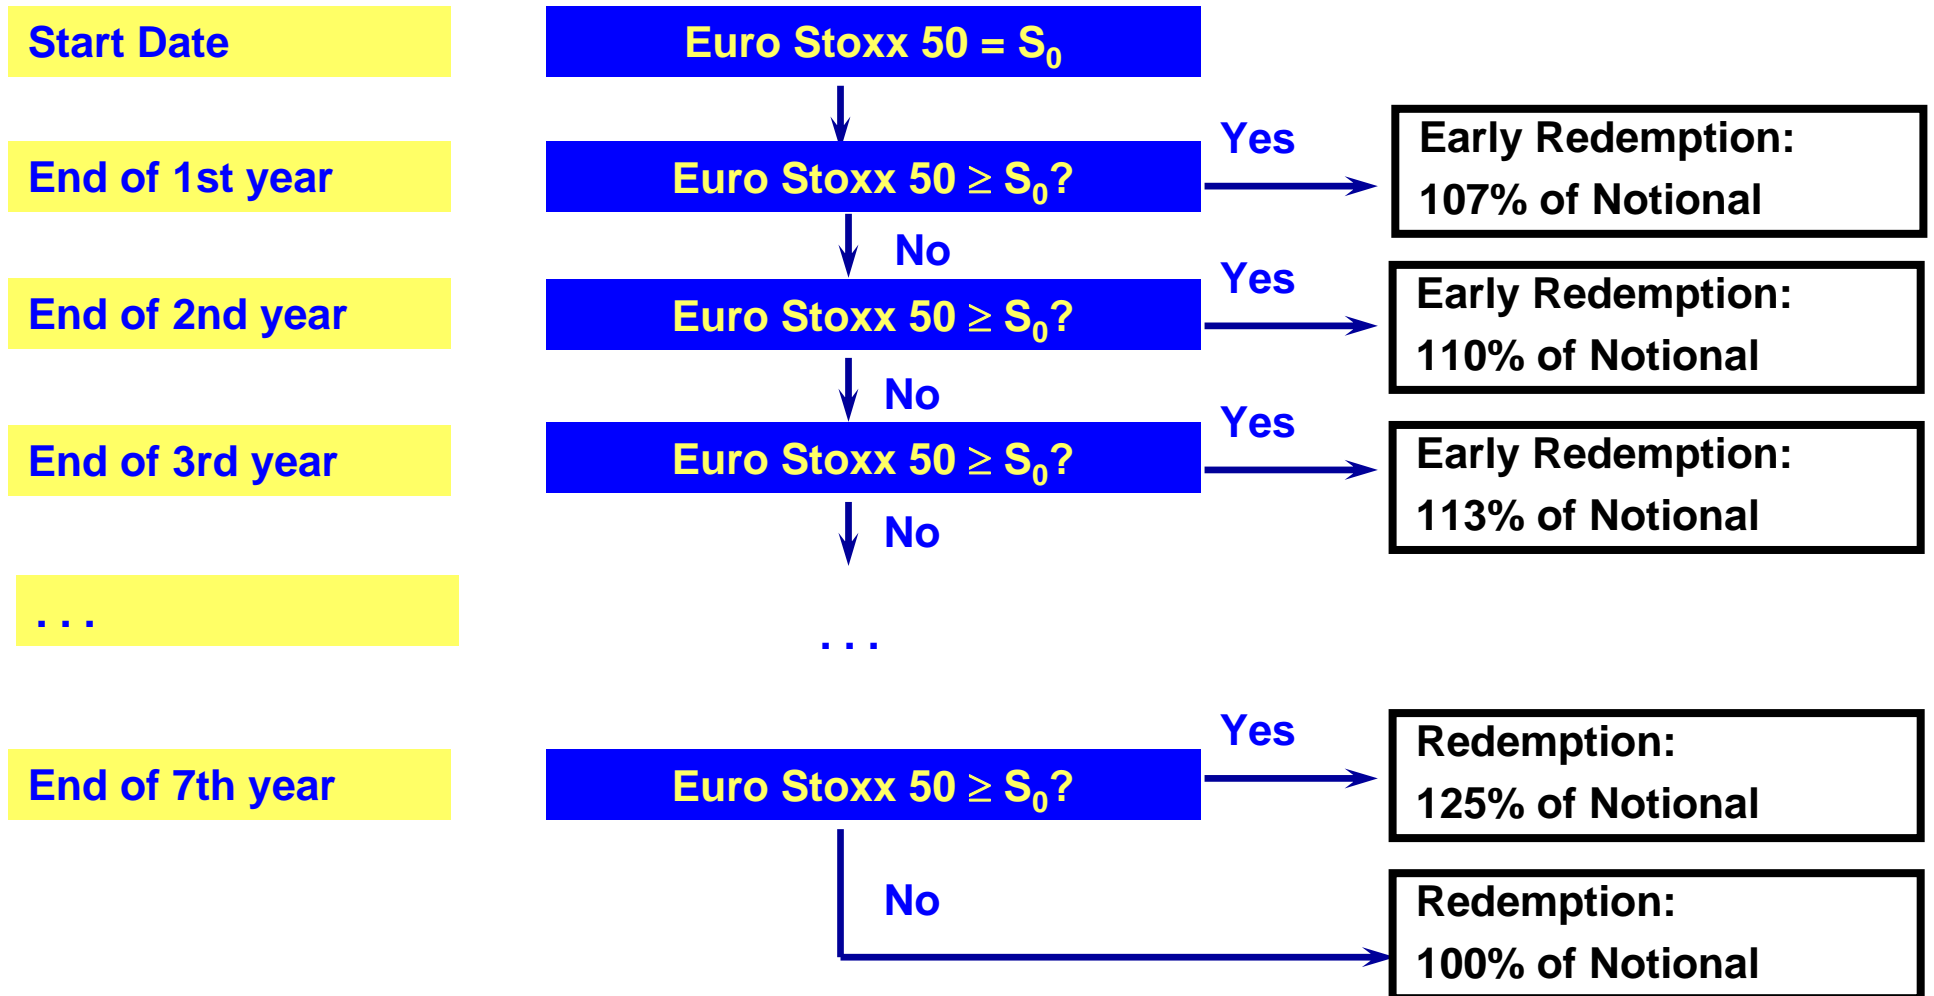 Start Date
Euro Stoxx 50 = S₀
End of 1st year
Euro Stoxx 50 ≥ S₀?
Yes
Early Redemption:
107% of Notional
No
End of 2nd year
Euro Stoxx 50 ≥ S₀?
Yes
Early Redemption:
110% of Notional
No
End of 3rd year
Euro Stoxx 50 ≥ S₀?
Yes
Early Redemption:
113% of Notional
No
. . .
. . .
End of 7th year
Euro Stoxx 50 ≥ S₀?
Yes
Redemption:
125% of Notional
No
Redemption:
100% of Notional